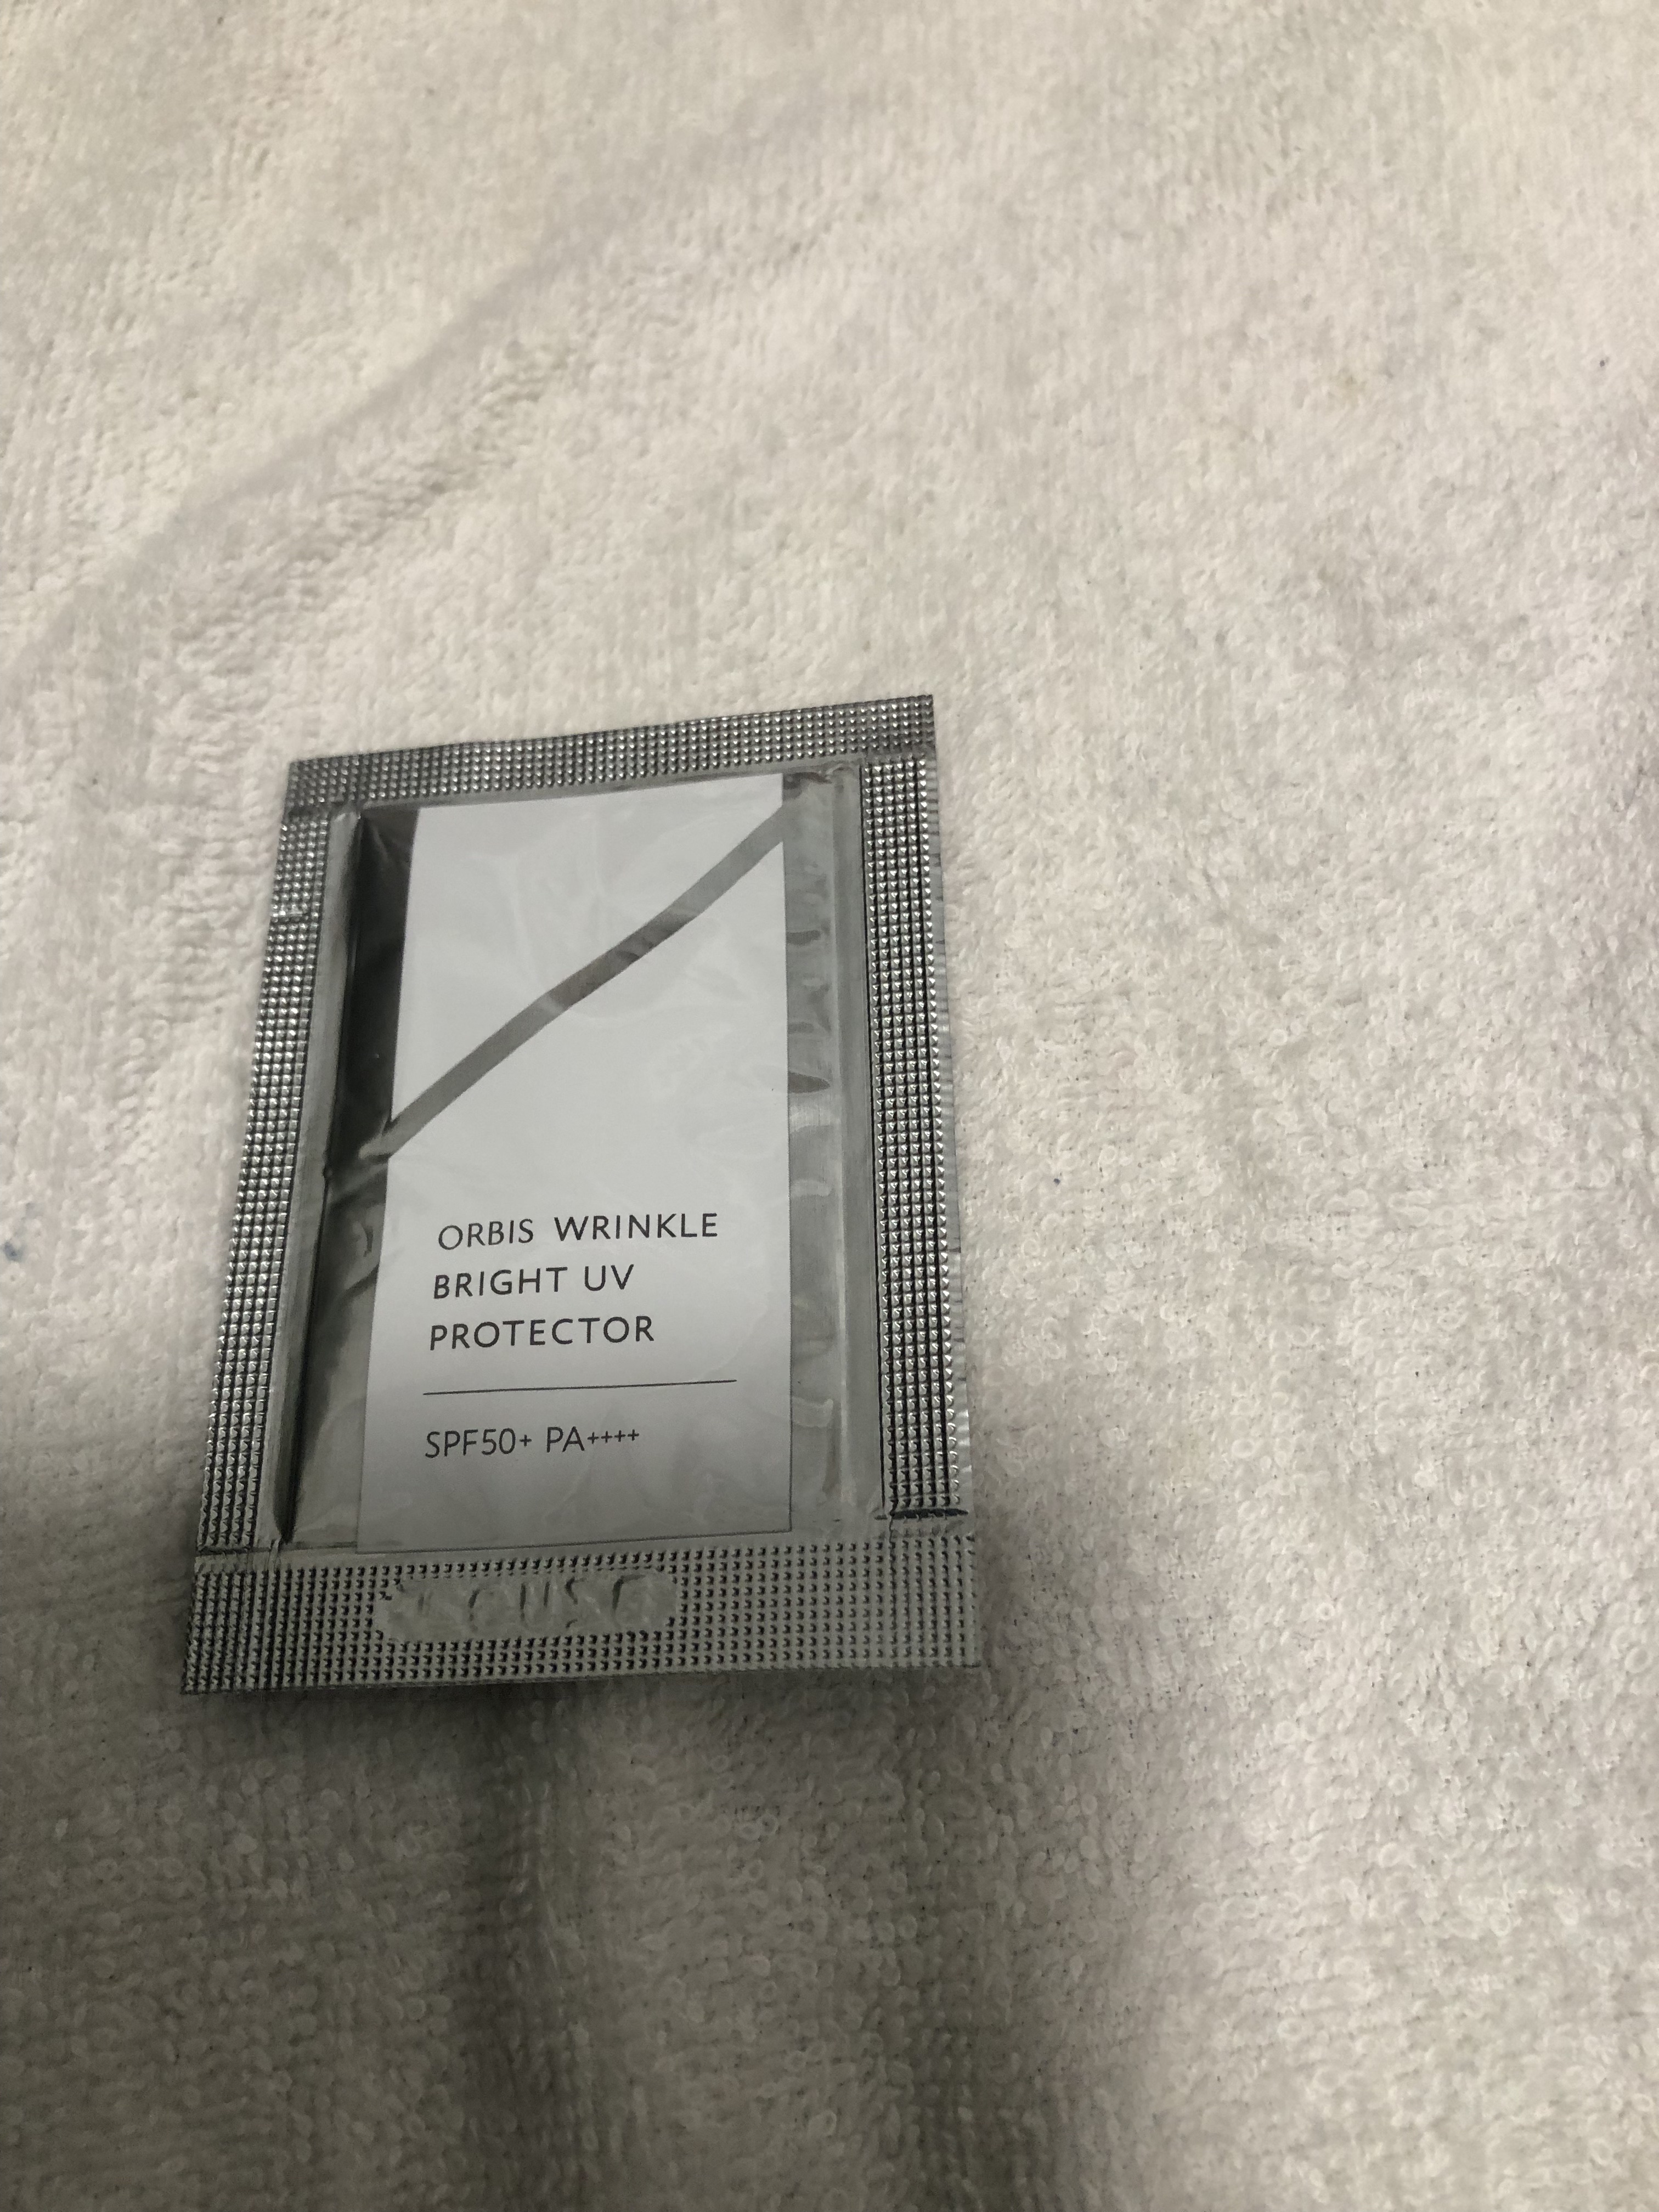 ORBIS WRINKLE
BRIGHT UV
PROTECTOR
SPF50+ PA++++